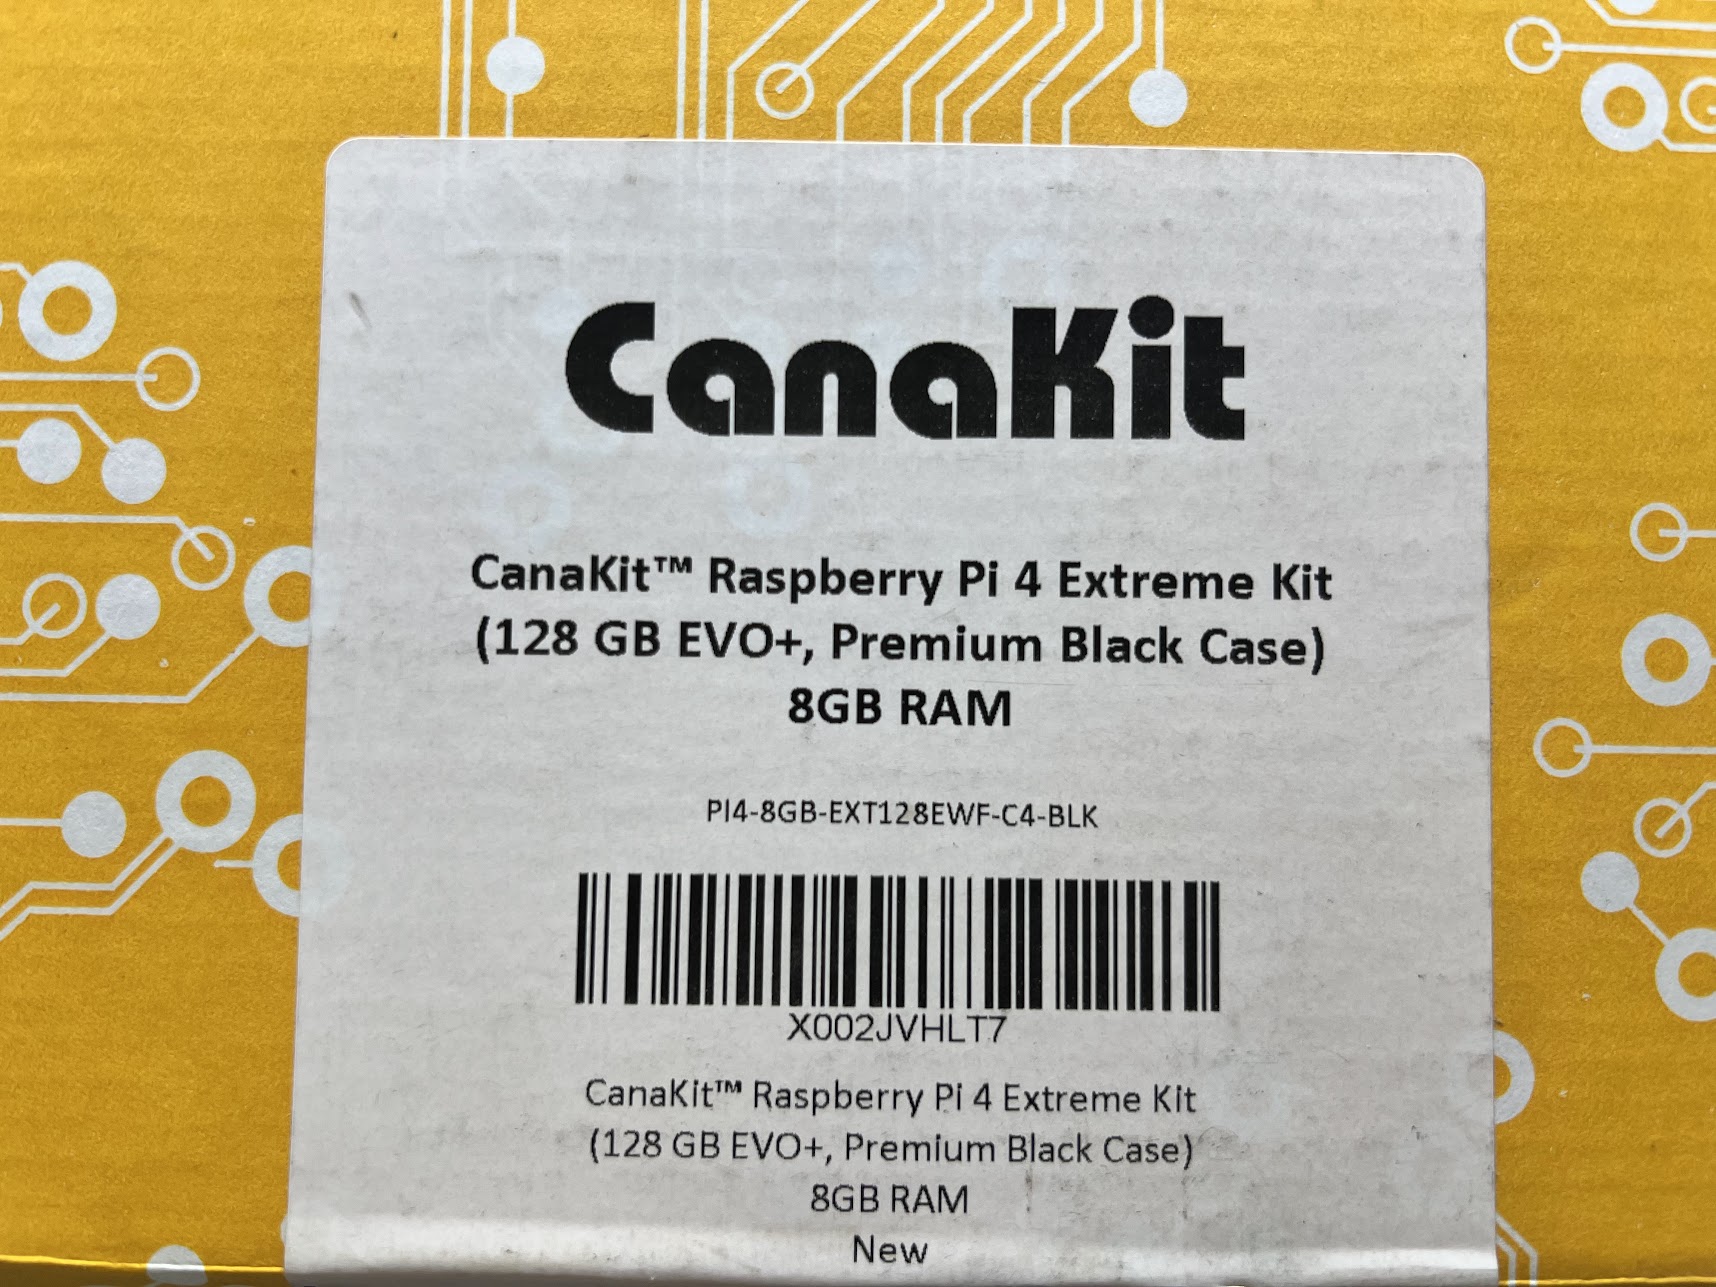 CanaKit
CanaKit™ Raspberry Pi 4 Extreme Kit
(128 GB EVO+, Premium Black Case)
8GB RAM
PI4-8GB-EXT128EWF-C4-BLK
X002JVHLT7
CanaKit™ Raspberry Pi 4 Extreme Kit
(128 GB EVO+, Premium Black Case)
8GB RAM
New